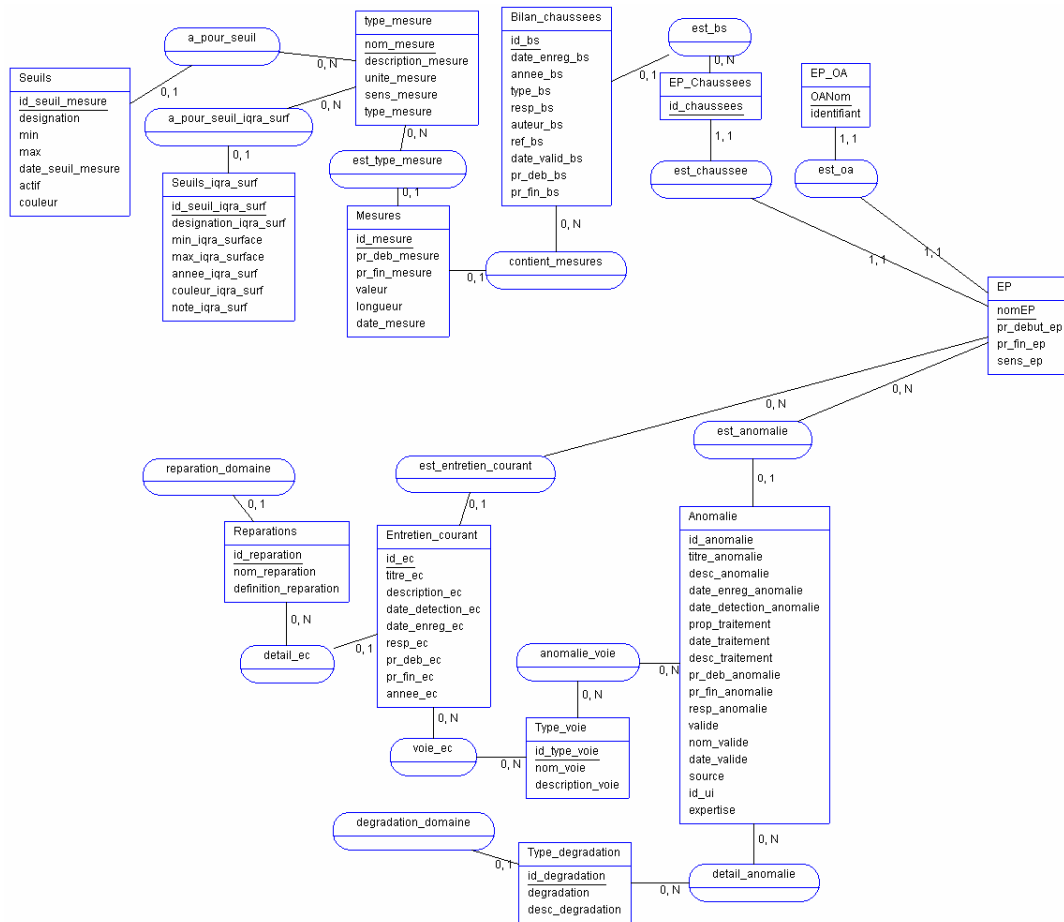 a_pour_seuil
0, 1
0, N
Seuils
id_seuil_mesure
designation
min
max
date_seuil_mesure
actif
couleur
type_mesure
nom_mesure
description_mesure
unite_mesure
sens_mesure
type_mesure
a_pour_seuil_iqra_surf
0, N
0, 1
Seuils_iqra_surf
id_seuil_iqra_surf
designation_iqra_surf
min_iqra_surface
max_iqra_surface
annee_iqra_surf
couleur_iqra_surf
note_iqra_surf
0, N
est_type_mesure
0, 1
Mesures
id_mesure
pr_deb_mesure
pr_fin_mesure
valeur
longueur
date_mesure
Bilan_chaussees
id_bs
date_enreg_bs
annee_bs
type_bs
resp_bs
auteur_bs
ref_bs
date_valid_bs
pr_deb_bs
pr_fin_bs
0, N
contient_mesures
0, 1
est_bs
0, 1
0, N
EP_Chaussees
id_chaussees
1, 1
est_chaussee
1, 1
EP_OA
OANom
identifiant
1, 1
est_oa
1, 1
EP
nomEP
pr_debut_ep
pr_fin_ep
sens_ep
0, N
0, N
est_anomalie
0, 1
est_entretien_courant
0, 1
reparation_domaine
0, 1
Reparations
id_reparation
nom_reparation
definition_reparation
0, N
detail_ec
0, 1
Entretien_courant
id_ec
titre_ec
description_ec
date_detection_ec
date_enreg_ec
resp_ec
pr_deb_ec
pr_fin_ec
annee_ec
0, N
voie_ec
0, N
anomalie_voie
0, N
0, N
Type_voie
id_type_voie
nom_voie
description_voie
Anomalie
id_anomalie
titre_anomalie
desc_anomalie
date_enreg_anomalie
date_detection_anomalie
prop_traitement
date_traitement
desc_traitement
pr_deb_anomalie
pr_fin_anomalie
resp_anomalie
valide
nom_valide
date_valide
source
id_ui
expertise
0, N
detail_anomalie
0, N
degradation_domaine
0, 1
Type_degradation
id_degradation
degradation
desc_degradation